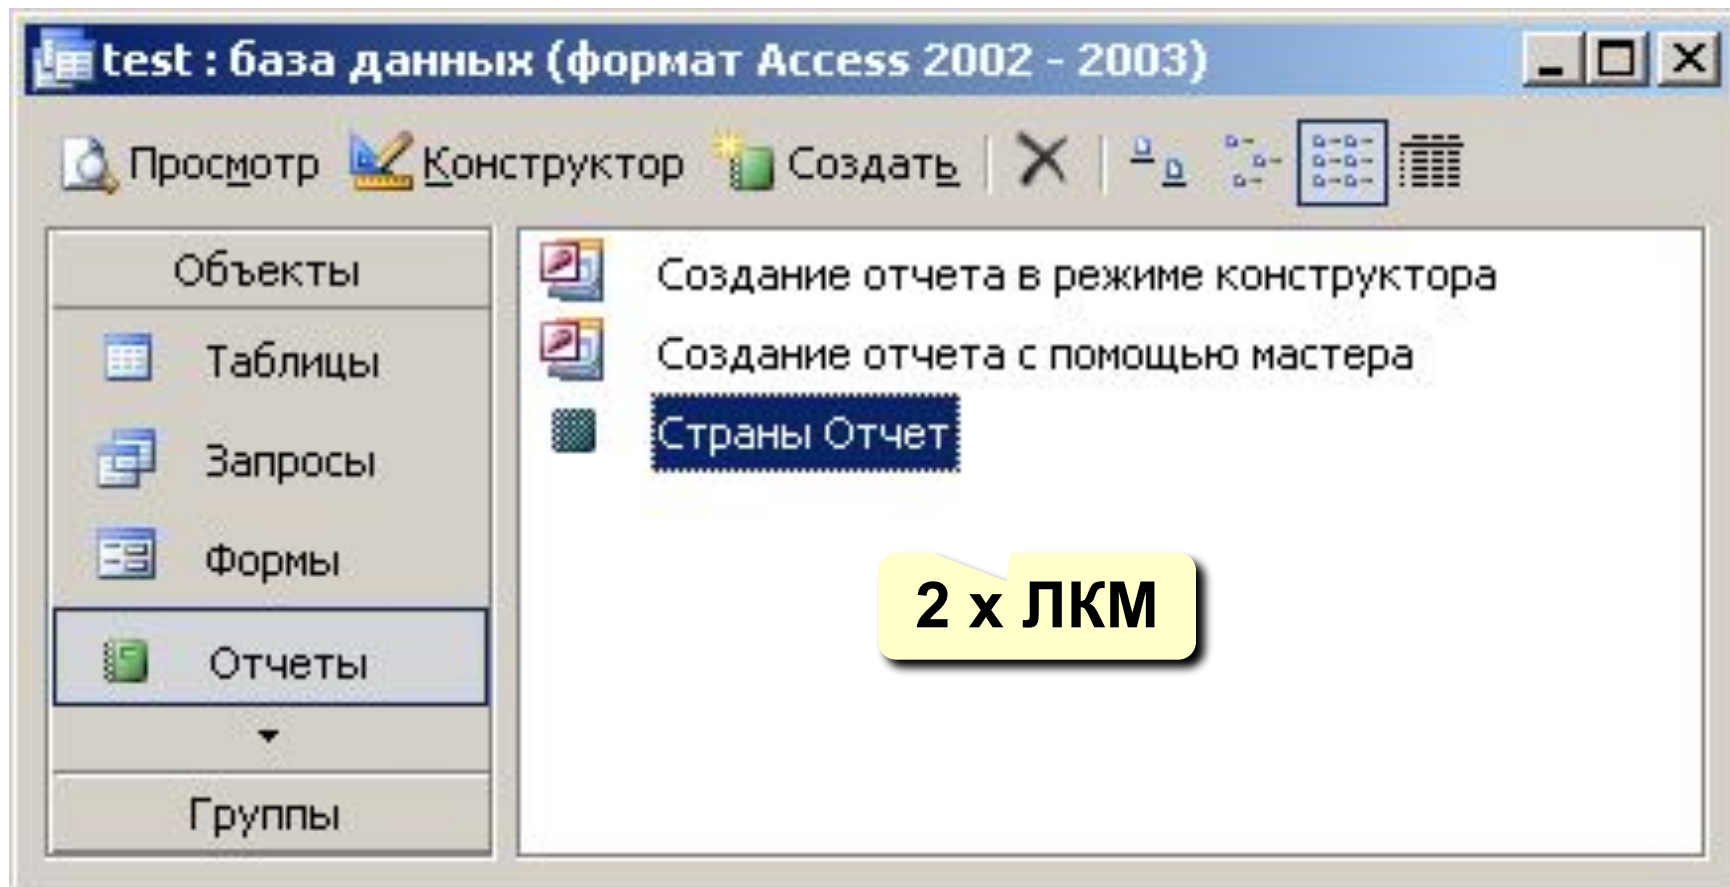 test : база данных (формат Access 2002 - 2003)
Просмотр Конструктор Создать
Объекты
Таблицы
Запросы
Формы
Отчеты
Группы
Создание отчета в режиме конструктора
Создание отчета с помощью мастера
Страны Отчет
2 x ЛКМ